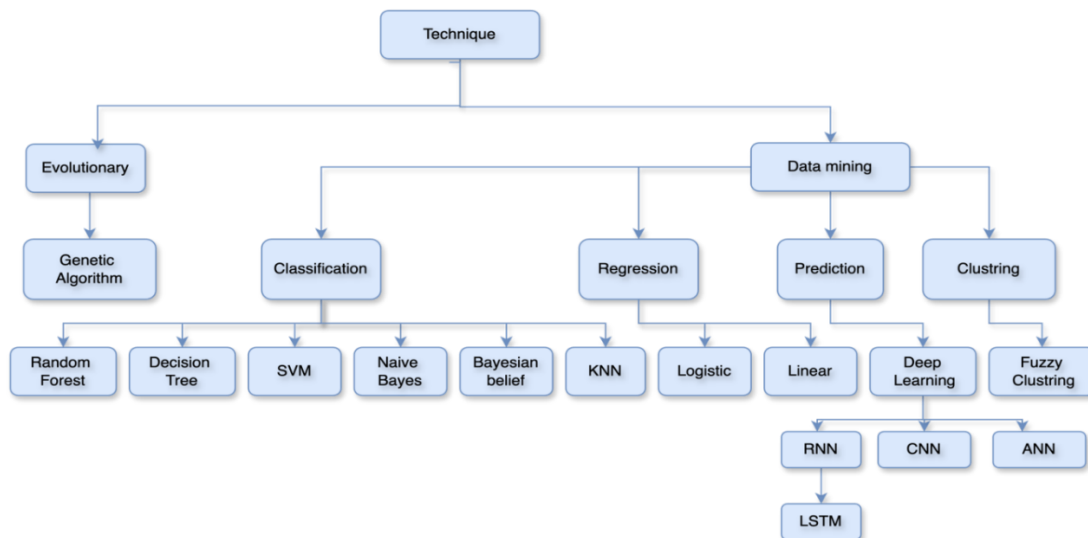 Technique
Evolutionary
Data mining
Genetic
Algorithm
Classification
Regression
Prediction
Clustring
Random
Forest
Decision
Tree
SVM
Naive
Bayes
Bayesian
belief
KNN
Logistic
Linear
Deep
Learning
Fuzzy
Clustring
RNN
CNN
ANN
LSTM